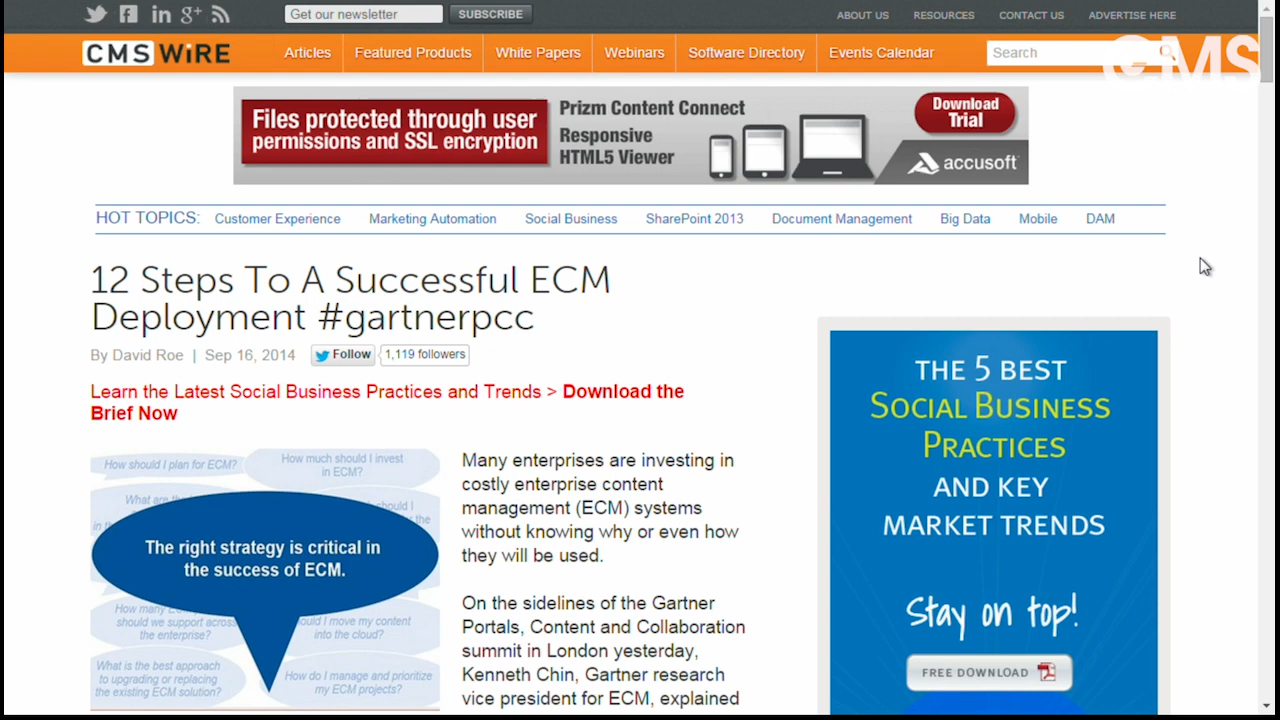 Get our newsletter
SUBSCRIBE
ABOUT US
RESOURCES
CONTACT US
ADVERTISE HERE
CMS WiRE
Articles
Featured Products
White Papers
Webinars
Software Directory
Events Calendar
Search
CMS
Files protected through user
permissions and SSL encryption
Prizm Content Connect
Responsive
HTML5 Viewer
Download
Trial
accusoft
HOT TOPICS: Customer Experience Marketing Automation Social Business SharePoint 2013 Document Management Big Data Mobile DAM
12 Steps To A Successful ECM
Deployment #gartnerpcc
By David Roe | Sep 16, 2014
Follow
1,119 followers
Learn the Latest Social Business Practices and Trends > Download the
Brief Now
How should I plan for ECM?
How much should I invest
in ECM?
What are
should I
The right strategy is critical in
the success of ECM.
How many
should we support across
the enterprise?
should I move my content
into the cloud?
What is the best approach
to upgrading or replacing
the existing ECM solution?
How do I manage and prioritize
my ECM projects?
Many enterprises are investing in
costly enterprise content
management (ECM) systems
without knowing why or even how
they will be used.
On the sidelines of the Gartner
Portals, Content and Collaboration
summit in London yesterday,
Kenneth Chin, Gartner research
vice president for ECM, explained
THE 5 BEST
SOCIAL BUSINESS
PRACTICES
AND KEY
MARKET TRENDS
Stay on top!
FREE DOWNLOAD